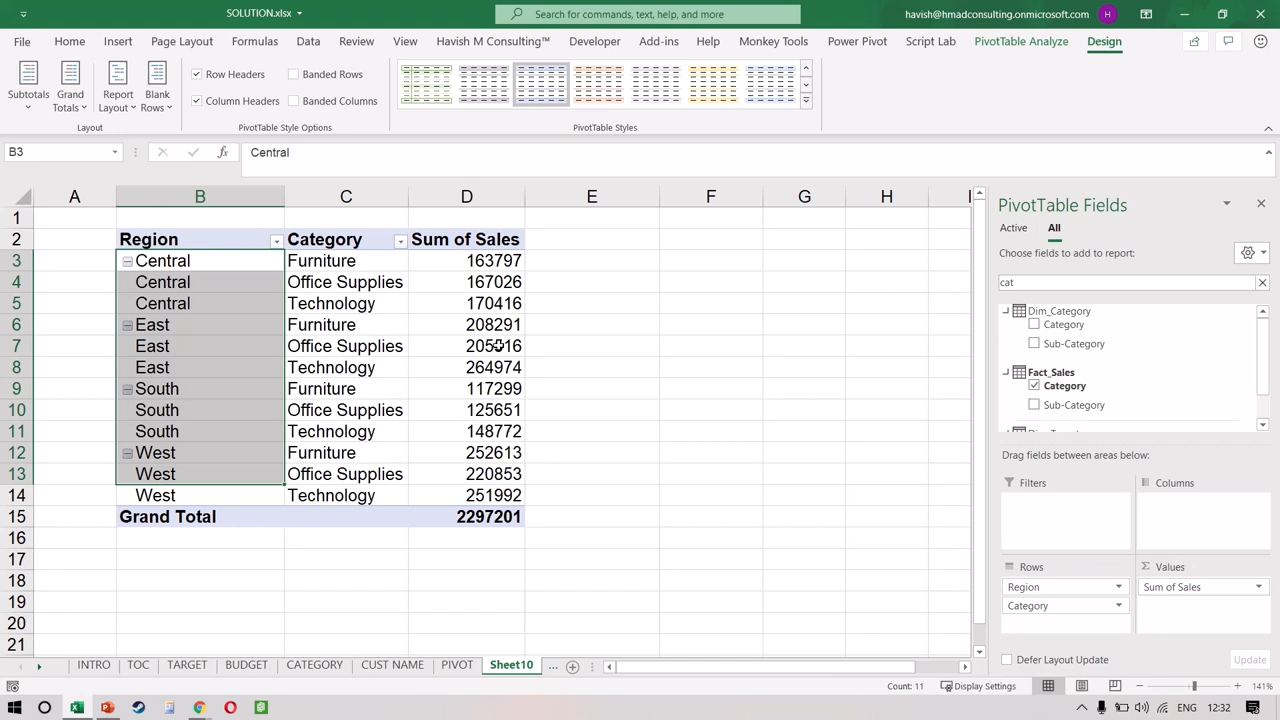 SOLUTION.xlsx
Search for commands, text, help, and more
havish@hmadconsulting.onmicrosoft.com
H
File Home Insert Page Layout Formulas Data Review View Havish M Consulting™ Developer Add-ins Help Monkey Tools Power Pivot Script Lab PivotTable Analyze Design
Subtotals
Grand Totals
Report Layout
Blank Rows
Row Headers
Banded Rows
Column Headers
Banded Columns
Layout
PivotTable Style Options
PivotTable Styles
B3
fx
Central
A B C D E F G H I
1
2 Region Category Sum of Sales
3 Central Furniture 163797
4 Central Office Supplies 167026
5 Central Technology 170416
6 East Furniture 208291
7 East Office Supplies
8 East Technology 264974
9 South Furniture 117299
10 South Office Supplies 125651
11 South Technology 148772
12 West Furniture 252613
13 West Office Supplies 220853
14 West Technology 251992
15 Grand Total 2297201
16
17
18
19
20
21
PivotTable Fields
Active All
Choose fields to add to report:
cat
Dim_Category
Category
Sub-Category
Fact_Sales
Category
Sub-Category
Drag fields between areas below:
Filters
Columns
Rows
Values
Region
Category
Sum of Sales
Defer Layout Update
Update
INTRO TOC TARGET BUDGET CATEGORY CUST NAME PIVOT Sheet10 ...
Count: 11
Display Settings
141%
ENG
12:32